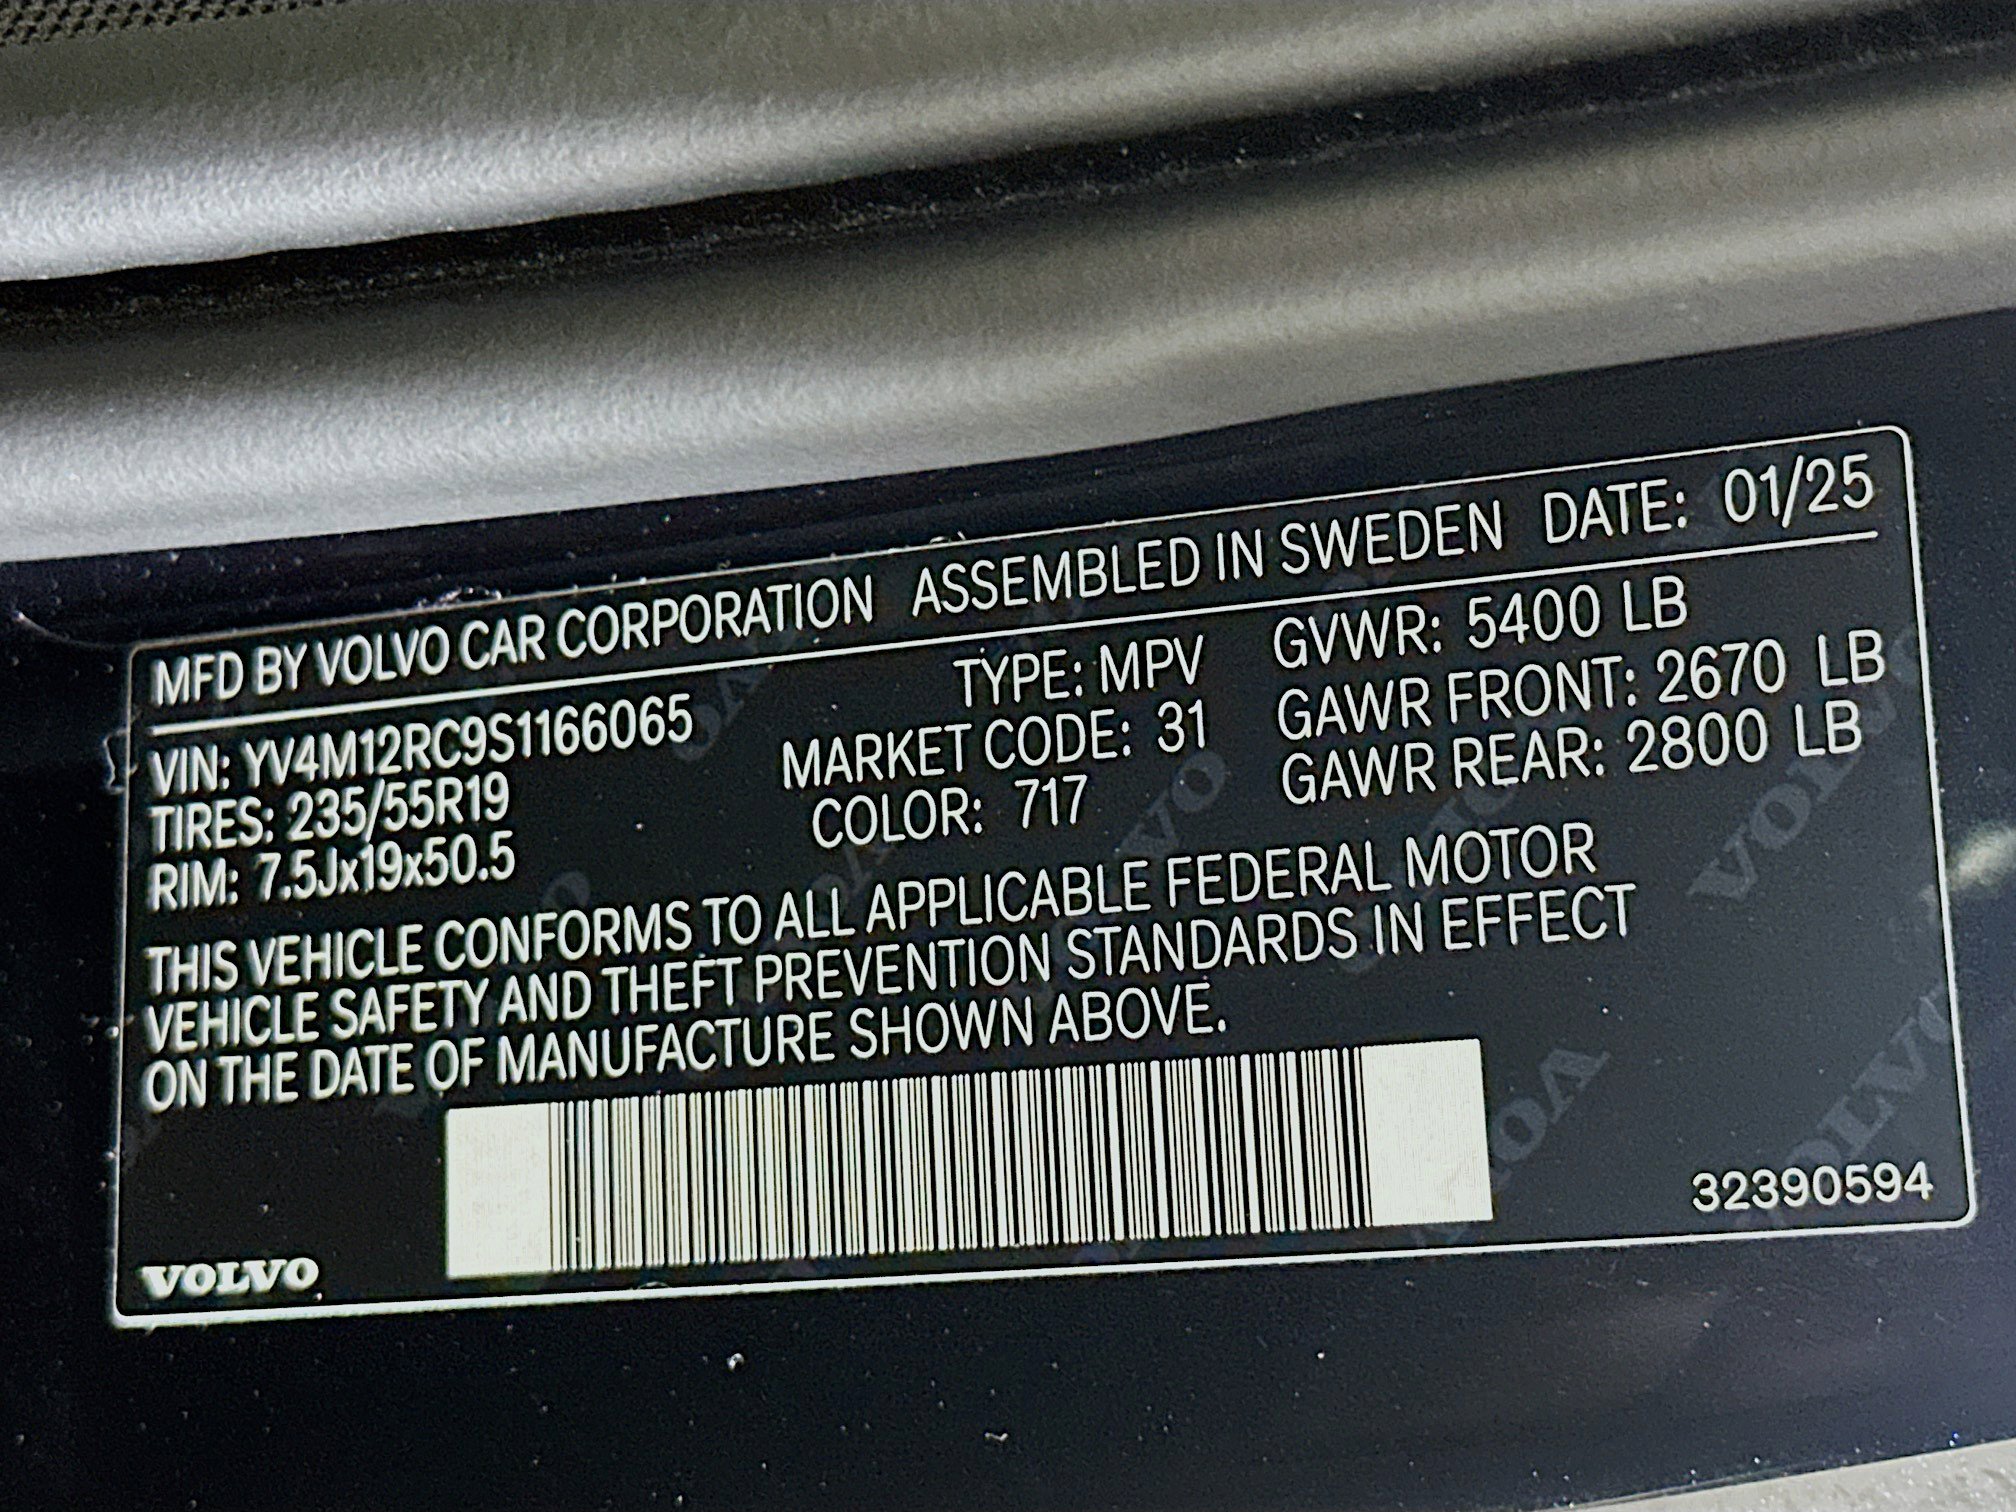 MFD BY VOLVO CAR CORPORATION ASSEMBLED IN SWEDEN DATE: 01/25
VIN: YV4M12RC9S1166065
TIRES: 235/55R19
RIM: 7.5Jx19x50.5
TYPE: MPV
MARKET CODE: 31
COLOR: 717
GVWR: 5400 LB
GAWR FRONT: 2670 LB
GAWR REAR: 2800 LB
THIS VEHICLE CONFORMS TO ALL APPLICABLE FEDERAL MOTOR
VEHICLE SAFETY AND THEFT PREVENTION STANDARDS IN EFFECT
ON THE DATE OF MANUFACTURE SHOWN ABOVE.
32390594
VOLVO